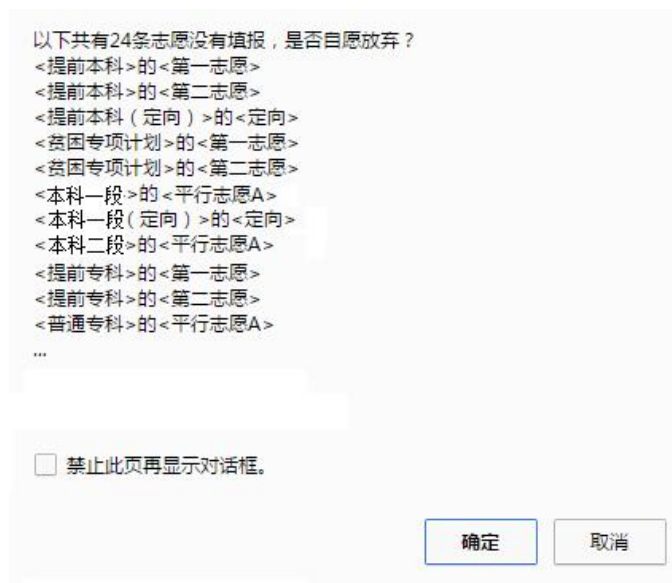 以下共有24条志愿没有填报，是否自愿放弃？
<提前本科>的<第一志愿>
<提前本科>的<第二志愿>
<提前本科（定向）>的<定向>
<贫困专项计划>的<第一志愿>
<贫困专项计划>的<第二志愿>
<本科一段>的<平行志愿A>
<本科一段(定向）>的<定向>
<本科二段>的<平行志愿A>
<提前专科>的<第一志愿>
<提前专科>的<第二志愿>
<普通专科>的<平行志愿A>
...
禁止此页再显示对话框。
确定 取消